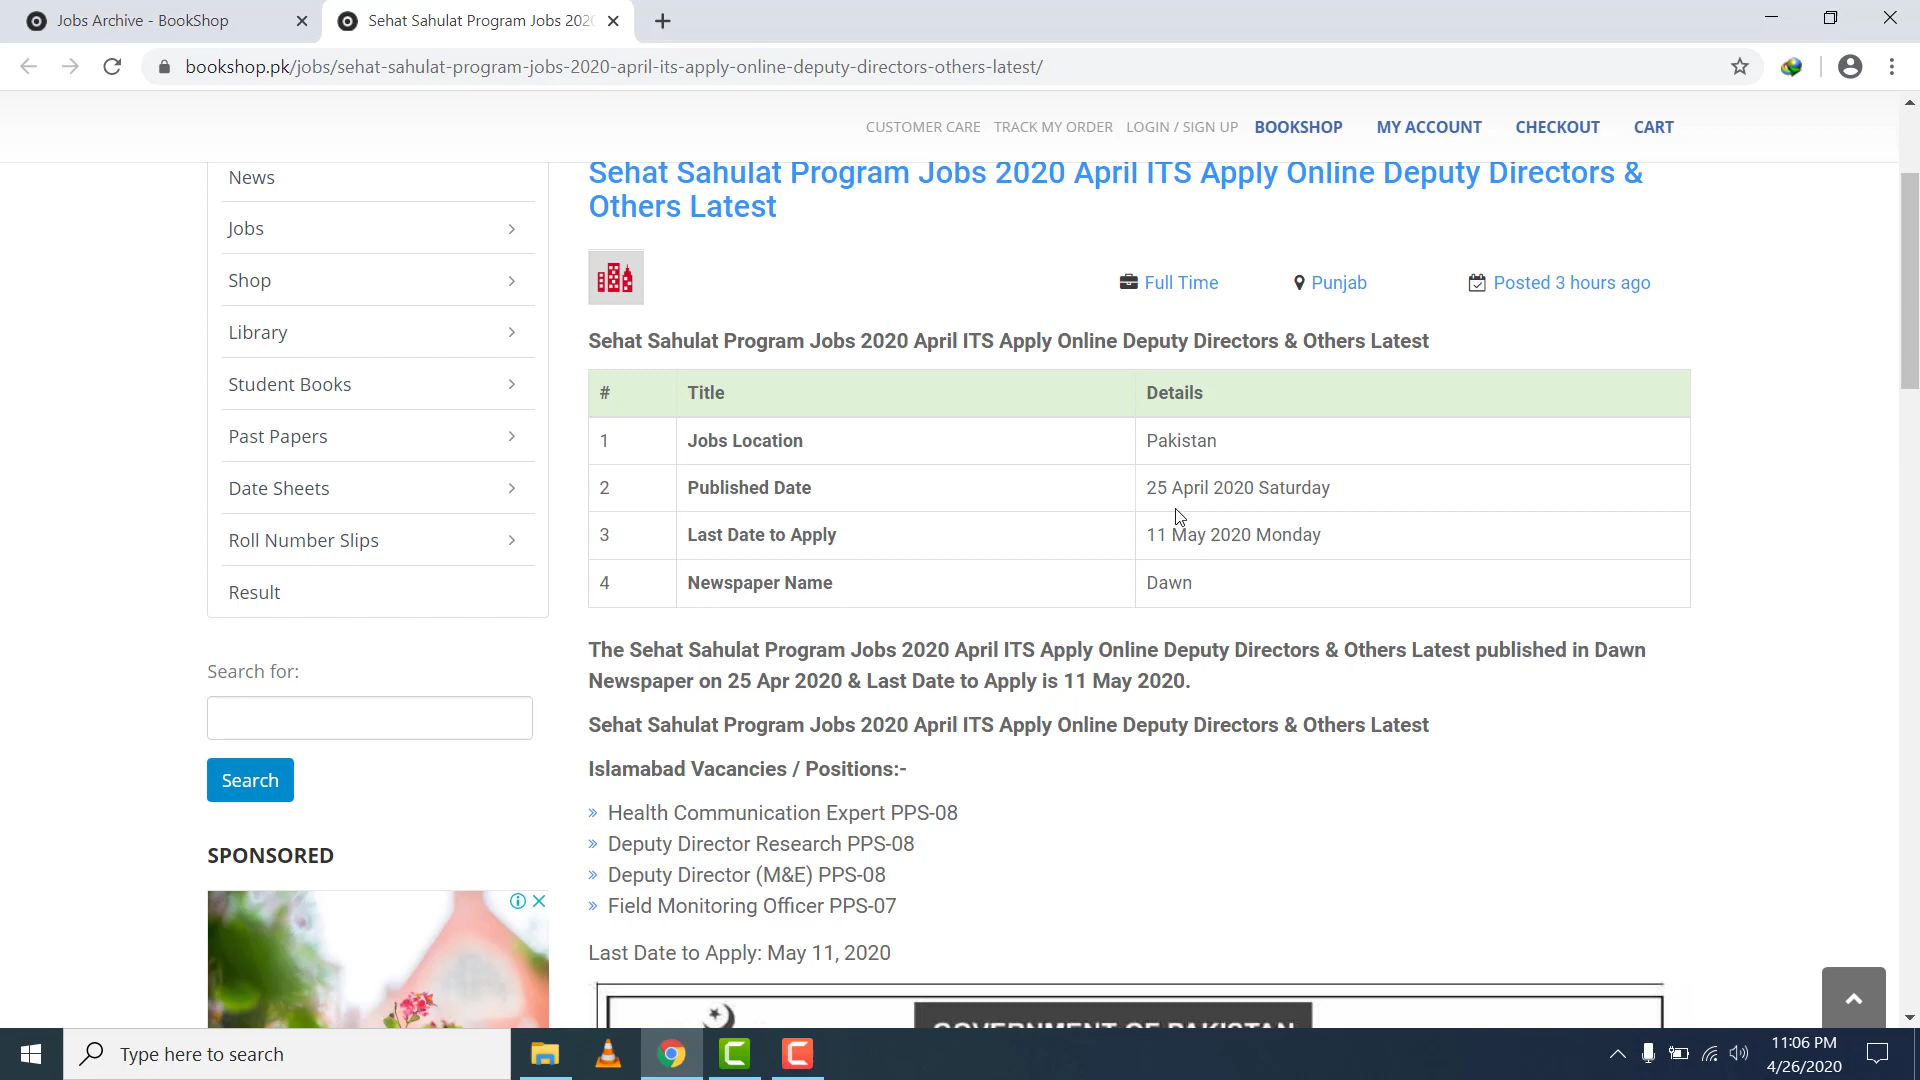 Jobs Archive - BookShop
Sehat Sahulat Program Jobs 202
bookshop.pk/jobs/sehat-sahulat-program-jobs-2020-april-its-apply-online-deputy-directors-others-latest/
CUSTOMER CARE TRACK MY ORDER LOGIN / SIGN UP BOOKSHOP MY ACCOUNT CHECKOUT CART
News
Jobs
Shop
Library
Student Books
Past Papers
Date Sheets
Roll Number Slips
Result
Search for:
Search
SPONSORED
Sehat Sahulat Program Jobs 2020 April ITS Apply Online Deputy Directors &
Others Latest
Full Time Punjab Posted 3 hours ago
Sehat Sahulat Program Jobs 2020 April ITS Apply Online Deputy Directors & Others Latest
# Title Details
1 Jobs Location Pakistan
2 Published Date 25 April 2020 Saturday
3 Last Date to Apply 11 May 2020 Monday
4 Newspaper Name Dawn
The Sehat Sahulat Program Jobs 2020 April ITS Apply Online Deputy Directors & Others Latest published in Dawn
Newspaper on 25 Apr 2020 & Last Date to Apply is 11 May 2020.
Sehat Sahulat Program Jobs 2020 April ITS Apply Online Deputy Directors & Others Latest
Islamabad Vacancies / Positions:-
» Health Communication Expert PPS-08
» Deputy Director Research PPS-08
» Deputy Director (M&E) PPS-08
» Field Monitoring Officer PPS-07
Last Date to Apply: May 11, 2020
GOVERNMENT OF PAKISTAN
Type here to search
11:06 PM
4/26/2020